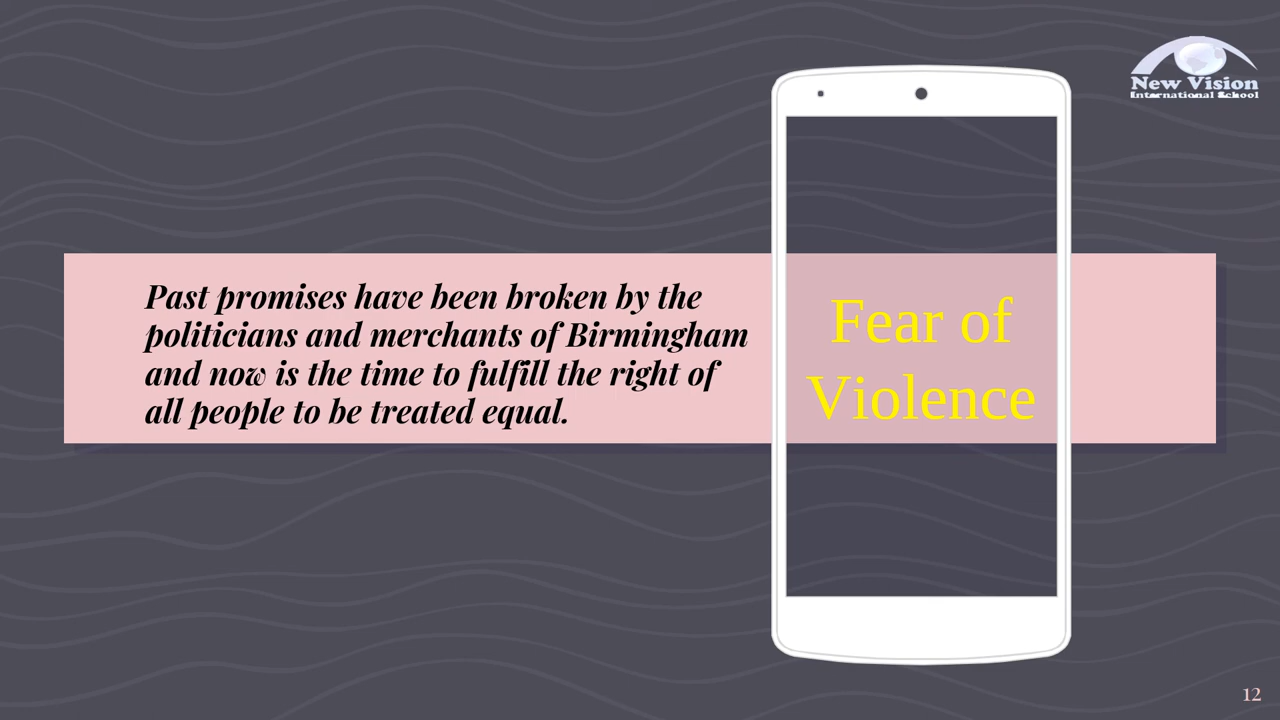 New Vision
International School
Past promises have been broken by the
politicians and merchants of Birmingham
and now is the time to fulfill the right of
all people to be treated equal.
Fear of
Violence
12